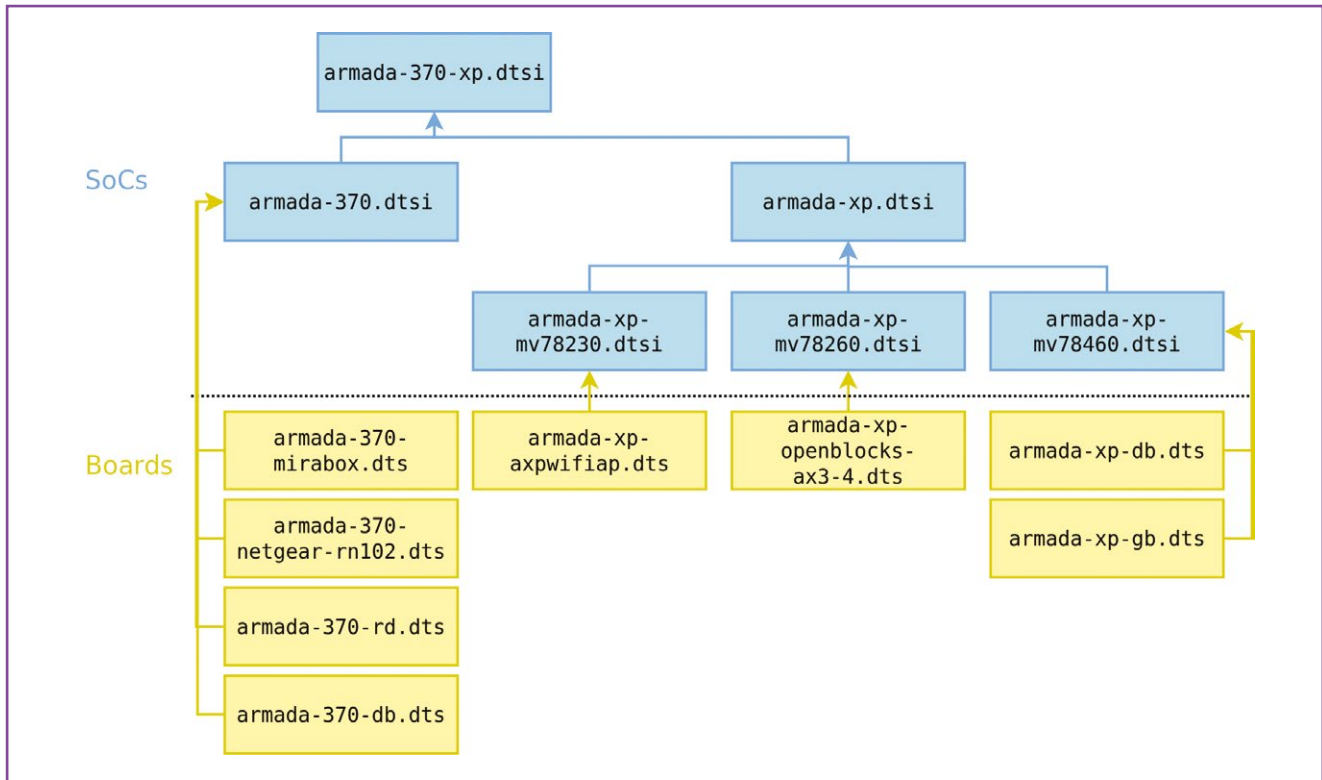 armada-370-xp.dtsi
SoCs
armada-370.dtsi
armada-xp.dtsi
armada-xp-
mv78230.dtsi
armada-xp-
mv78260.dtsi
armada-xp-
mv78460.dtsi
Boards
armada-370-
mirabox.dts
armada-xp-
axpwifiap.dts
armada-xp-
openblocks-
ax3-4.dts
armada-xp-db.dts
armada-370-
netgear-rn102.dts
armada-xp-gb.dts
armada-370-rd.dts
armada-370-db.dts